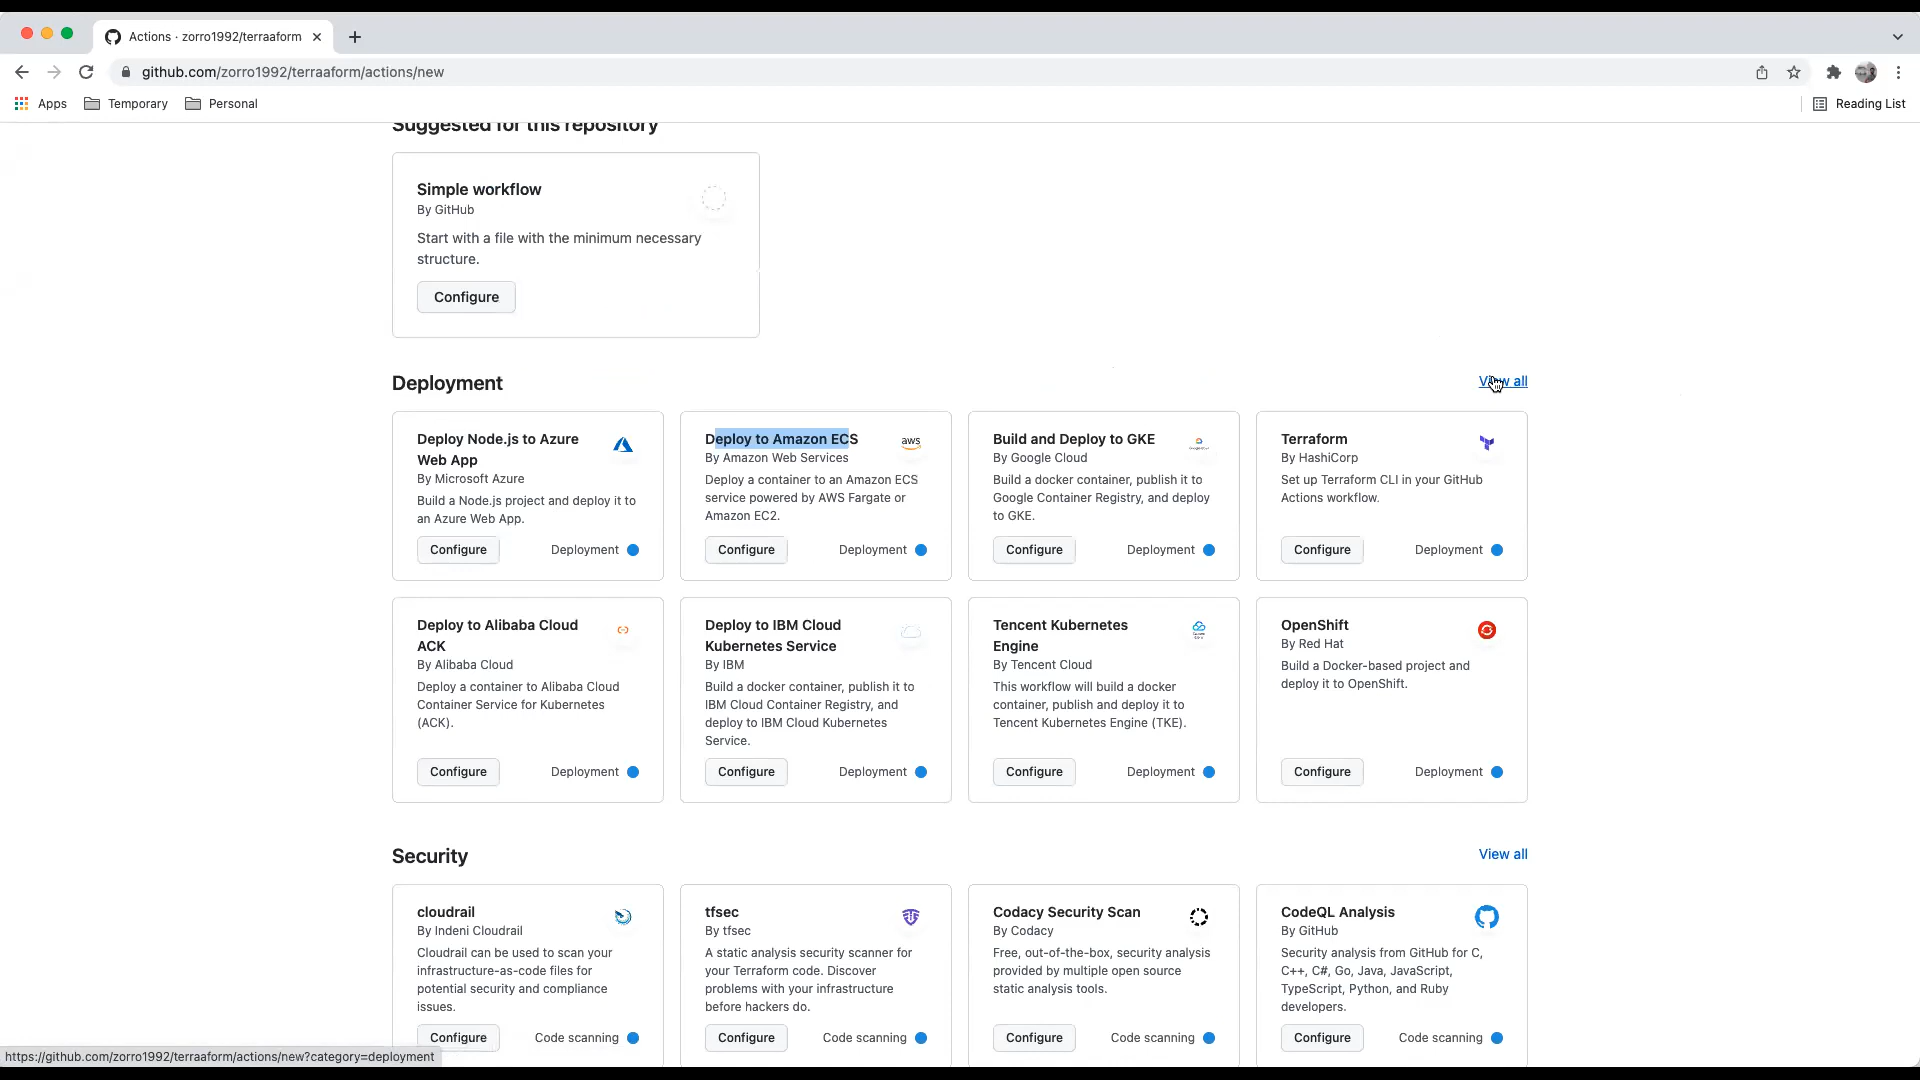 Actions · zorro1992/terraaform
github.com/zorro1992/terraaform/actions/new
Apps
Temporary
Personal
Reading List
Suggested for this repository
Simple workflow
By GitHub
Start with a file with the minimum necessary
structure.
Configure
Deployment
View all
Deploy Node.js to Azure
Web App
By Microsoft Azure
Build a Node.js project and deploy it to
an Azure Web App.
Configure
Deployment
Deploy to Amazon ECS
aws
By Amazon Web Services
Deploy a container to an Amazon ECS
service powered by AWS Fargate or
Amazon EC2.
Configure
Deployment
Build and Deploy to GKE
By Google Cloud
Build a docker container, publish it to
Google Container Registry, and deploy
to GKE.
Configure
Deployment
Terraform
By HashiCorp
Set up Terraform CLI in your GitHub
Actions workflow.
Configure
Deployment
Deploy to Alibaba Cloud
ACK
By Alibaba Cloud
Deploy a container to Alibaba Cloud
Container Service for Kubernetes
(ACK).
Configure
Deployment
Deploy to IBM Cloud
Kubernetes Service
By IBM
Build a docker container, publish it to
IBM Cloud Container Registry, and
deploy to IBM Cloud Kubernetes
Service.
Configure
Deployment
Tencent Kubernetes
Engine
By Tencent Cloud
This workflow will build a docker
container, publish and deploy it to
Tencent Kubernetes Engine (TKE).
Configure
Deployment
OpenShift
By Red Hat
Build a Docker-based project and
deploy it to OpenShift.
Configure
Deployment
Security
View all
cloudrail
By Indeni Cloudrail
Cloudrail can be used to scan your
infrastructure-as-code files for
potential security and compliance
issues.
Configure
Code scanning
tfsec
By tfsec
A static analysis security scanner for
your Terraform code. Discover
problems with your infrastructure
before hackers do.
Configure
Code scanning
Codacy Security Scan
By Codacy
Free, out-of-the-box, security analysis
provided by multiple open source
static analysis tools.
Configure
Code scanning
CodeQL Analysis
By GitHub
Security analysis from GitHub for C,
C++, C#, Go, Java, JavaScript,
TypeScript, Python, and Ruby
developers.
Configure
Code scanning
https://github.com/zorro1992/terraaform/actions/new?category=deployment